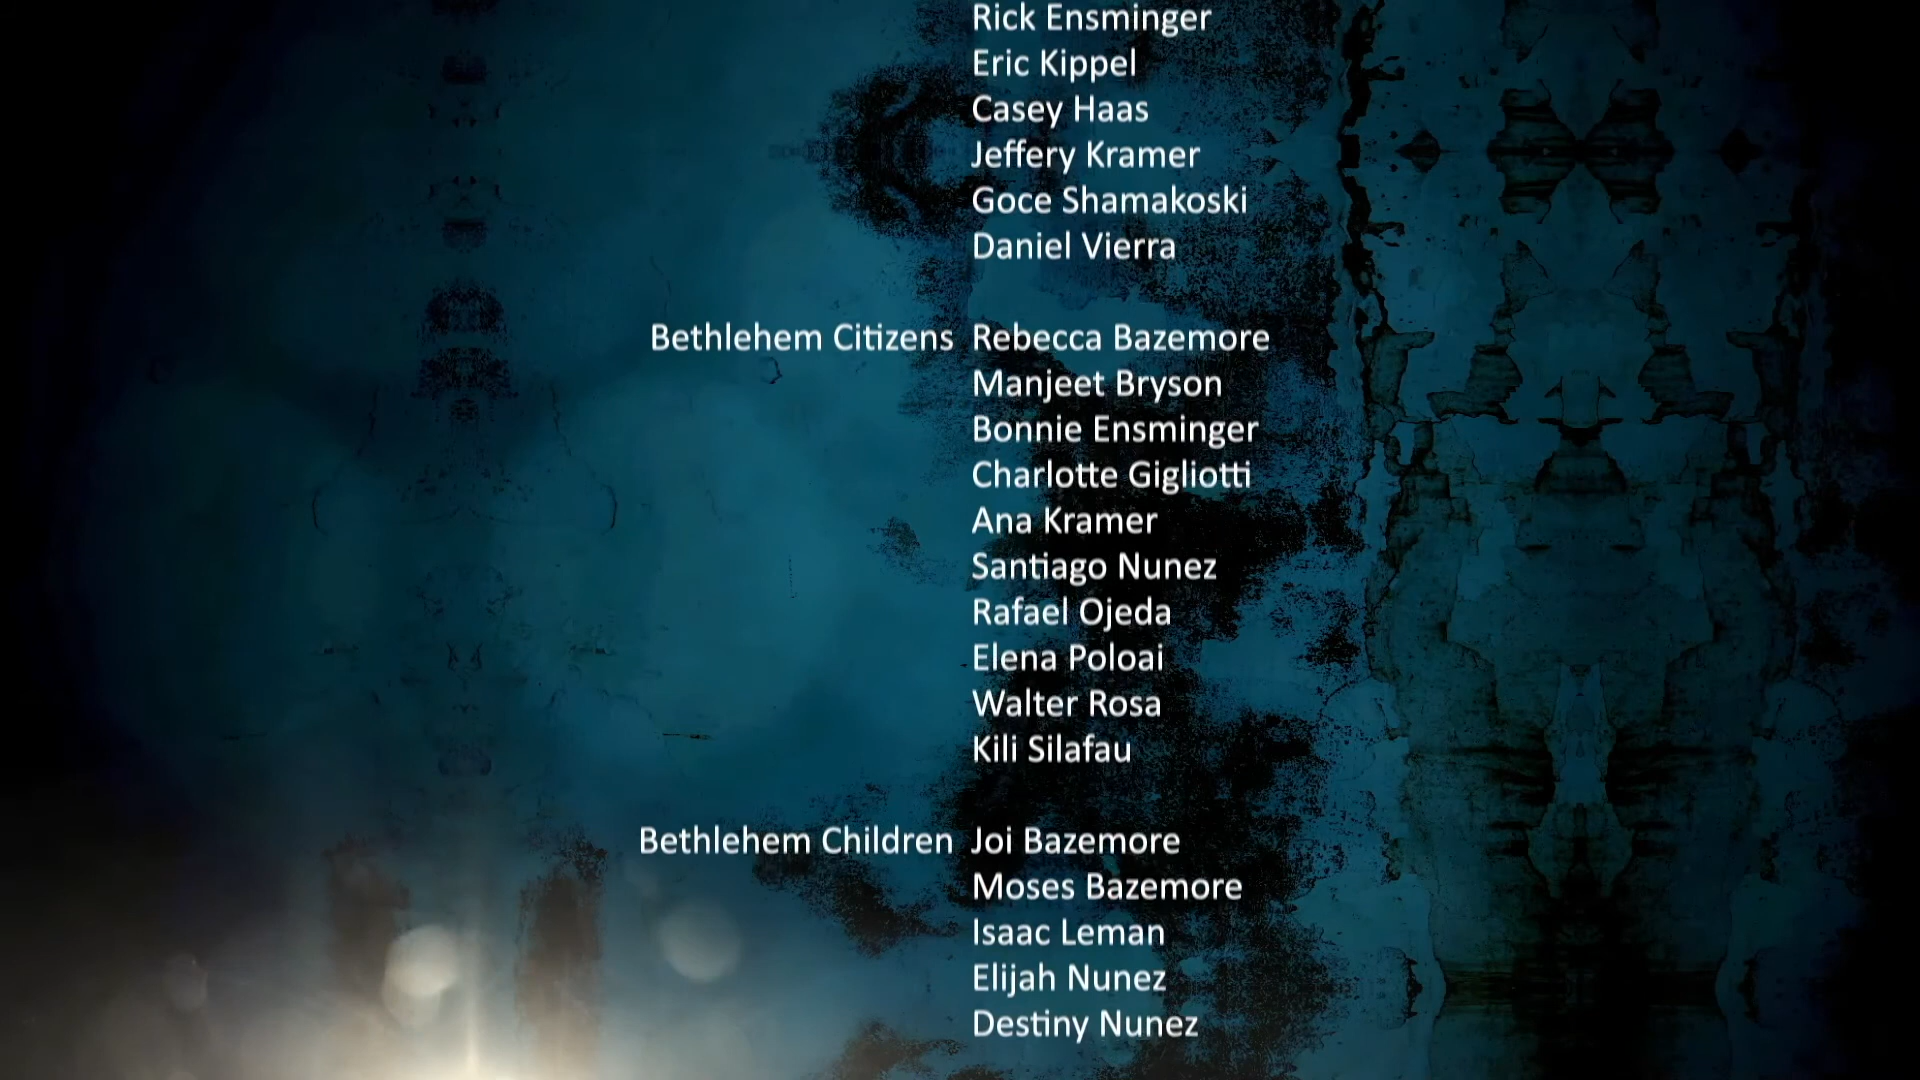 Rick Ensminger
Eric Kippel
Casey Haas
Jeffery Kramer
Goce Shamakoski
Daniel Vierra
Bethlehem Citizens Rebecca Bazemore
Manjeet Bryson
Bonnie Ensminger
Charlotte Gigliotti
Ana Kramer
Santiago Nunez
Rafael Ojeda
Elena Poloai
Walter Rosa
Kili Silafau
Bethlehem Children Joi Bazemore
Moses Bazemore
Isaac Leman
Elijah Nunez
Destiny Nunez